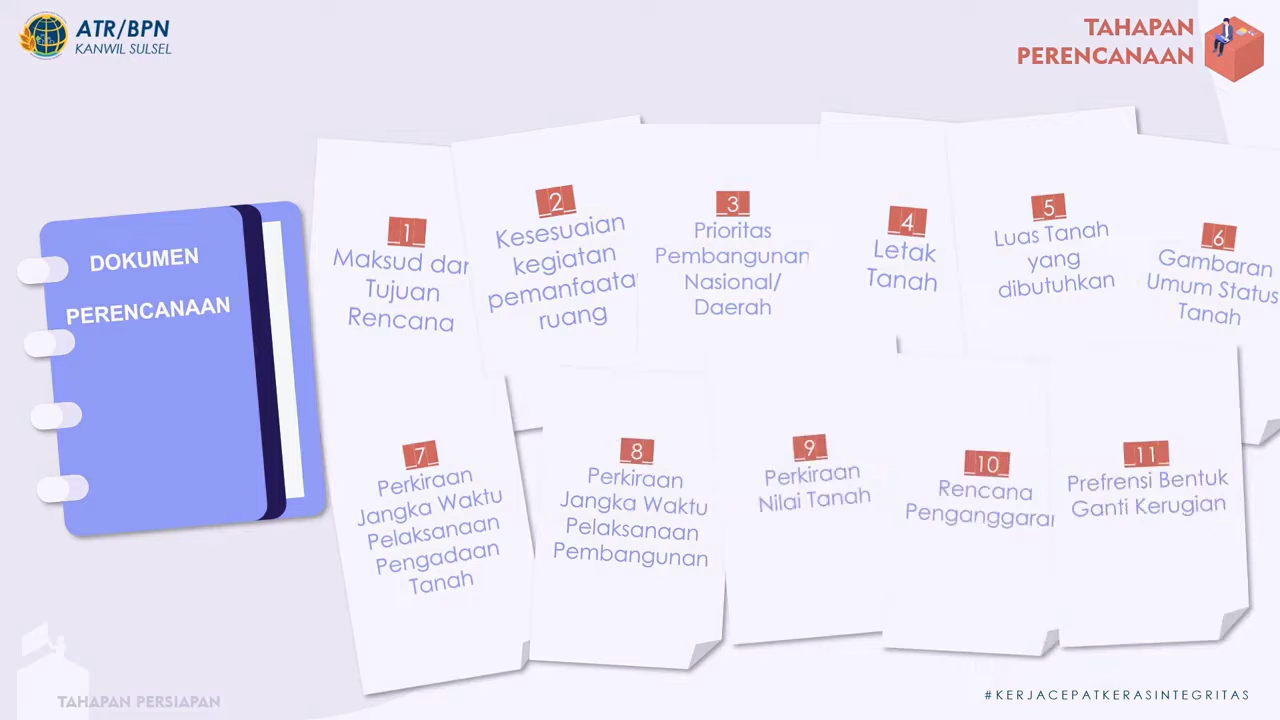 ATR/BPN
KANWIL SULSEL
TAHAPAN
PERENCANAAN
DOKUMEN
PERENCANAAN
1
Maksud dan
Tujuan
Rencana
2
Kesesuaian
kegiatan
pemanfaata
ruang
3
Prioritas
Pembangunan
Nasional/
Daerah
4
Letak
Tanah
5
Luas Tanah
yang
dibutuhkan
6
Gambaran
Umum Status
Tanah
7
Perkiraan
Jangka Waktu
Pelaksanaan
Pengadaan
Tanah
8
Perkiraan
Jangka Waktu
Pelaksanaan
Pembangunan
9
Perkiraan
Nilai Tanah
10
Rencana
Penganggaran
11
Prefrensi Bentuk
Ganti Kerugian
TAHAPAN PERSIAPAN
#KERJACEPATKERASINTEGRITAS